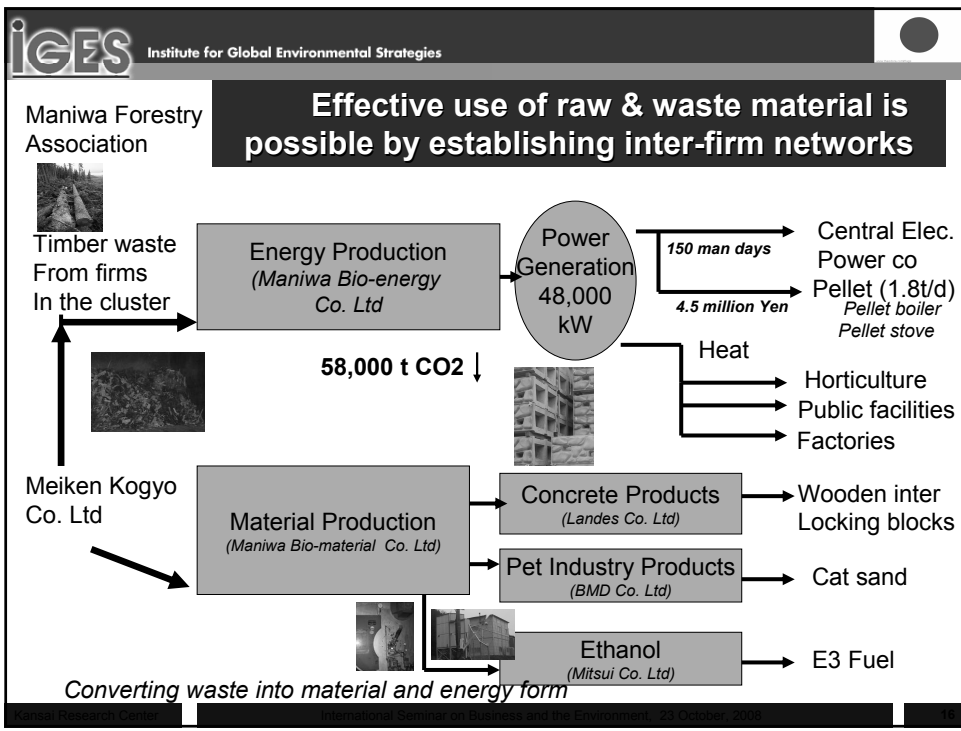 iGES Institute for Global Environmental Strategies
Effective use of raw & waste material is
possible by establishing inter-firm networks
Maniwa Forestry
Association
Timber waste
From firms
In the cluster
Energy Production
(Maniwa Bio-energy
Co. Ltd
Power
Generation
48,000
kW
150 man days
4.5 million Yen
Central Elec.
Power co
Pellet (1.8t/d)
Pellet boiler
Pellet stove
58,000 t CO2 ↓
Heat
Horticulture
Public facilities
Factories
Meiken Kogyo
Co. Ltd
Material Production
(Maniwa Bio-material Co. Ltd)
Concrete Products
(Landes Co. Ltd)
Wooden inter
Locking blocks
Pet Industry Products
(BMD Co. Ltd)
Cat sand
Ethanol
(Mitsui Co. Ltd)
E3 Fuel
Converting waste into material and energy form
Kansai Research Center
International Seminar on Business and the Environment, 23 October, 2008
16